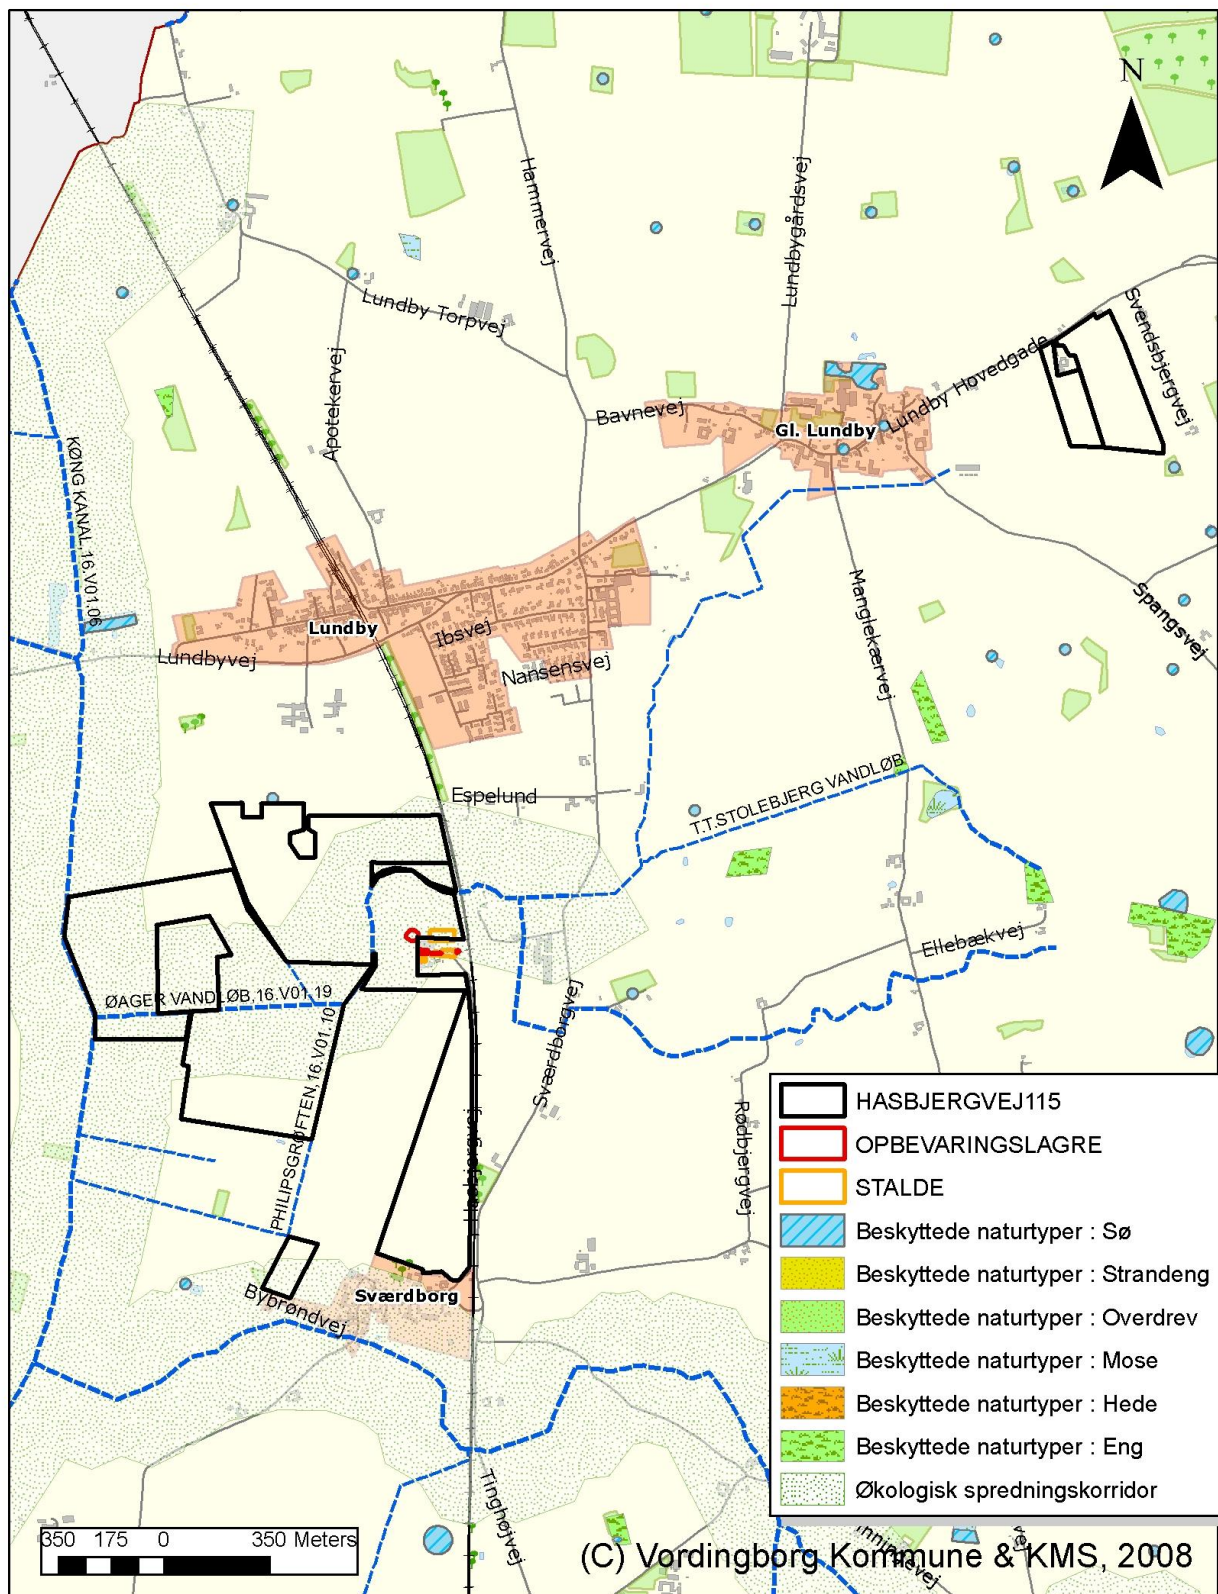 N
Hammervej
Lundbygårdsvej
Lundby Torpvej
Apotekervej
Svendsbjergvej
Lundby Hovedgade
Bavnevej
Gl. Lundby
KØNG KANAL,16.V01.06
Manglekærvej
Spangsvej
Lundby
Ibsvej
Lundbyvej
Nansensvej
Espelund
T.T.STOLEBJERG VANDLØB
Ellebækvej
ØAGER VANDLØB,16.V01.19
PHILIPSGRØFTEN,16.V01.10
Sværdborgvej
Hasbjergvej
Rødbjergvej
Sværdborg
Bybrøndvej
Tinghøjvej
HASBJERGVEJ115
OPBEVARINGSLAGRE
STALDE
Beskyttede naturtyper : Sø
Beskyttede naturtyper : Strandeng
Beskyttede naturtyper : Overdrev
Beskyttede naturtyper : Mose
Beskyttede naturtyper : Hede
Beskyttede naturtyper : Eng
Økologisk spredningskorridor
350 175 0 350 Meters
(C) Vordingborg Kommune & KMS, 2008